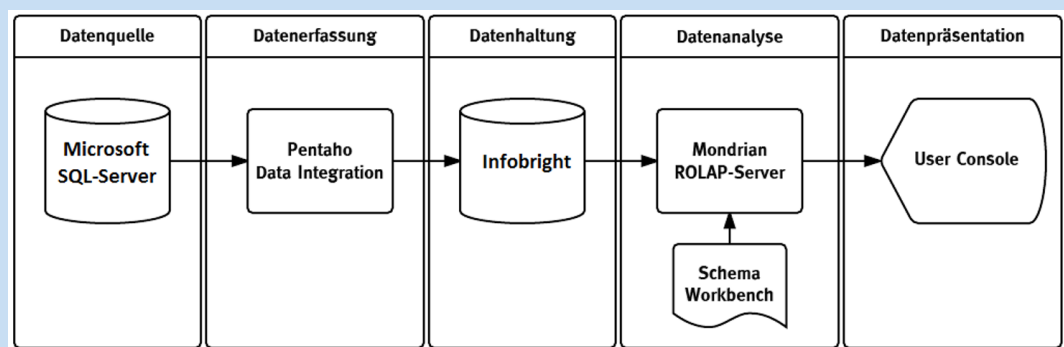 Datenquelle
Datenerfassung
Datenhaltung
Datenanalyse
Datenpräsentation
Microsoft
SQL-Server
Pentaho
Data Integration
Infobright
Mondrian
ROLAP-Server
User Console
Schema
Workbench